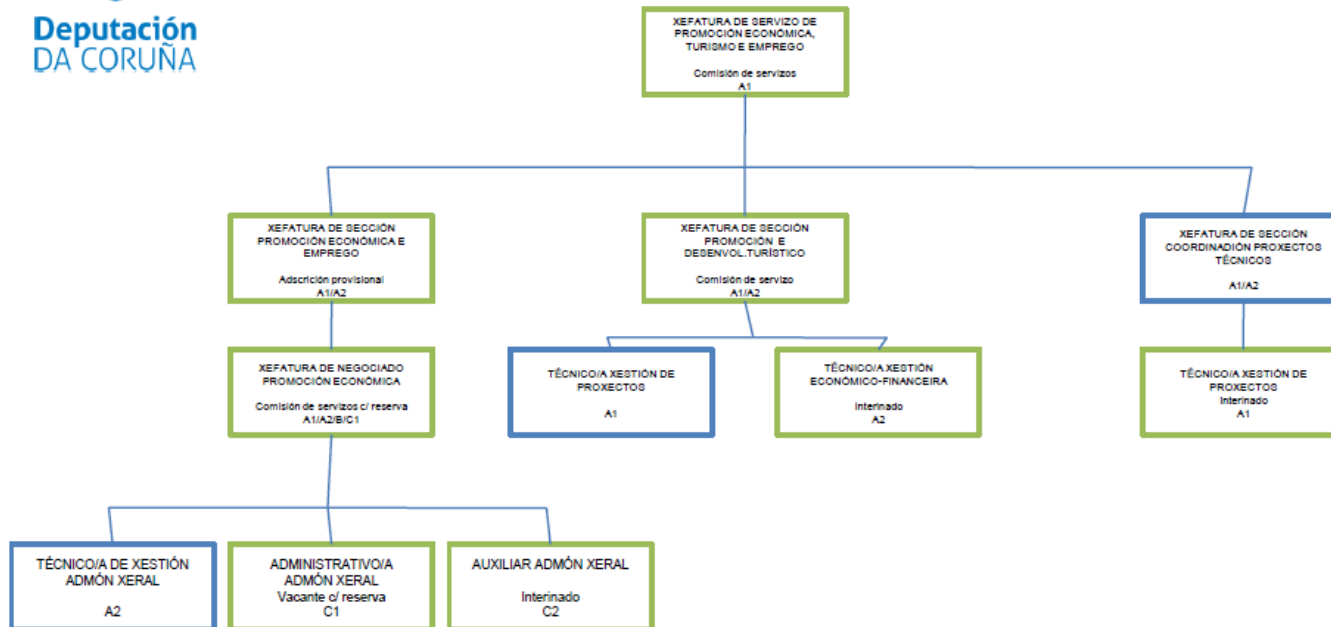 Deputación
DA CORUÑA
XEFATURA DE SERVIZO DE
PROMOCIÓN ECONÓMICA,
TURISMO E EMPREGO
Comisión de servizos
A1
XEFATURA DE SECCIÓN
PROMOCIÓN ECONÓMICA E
EMPREGO
Adscrición provisional
A1/A2
XEFATURA DE SECCIÓN
PROMOCIÓN E
DESENVOL.TURÍSTICO
Comisión de servizo
A1/A2
XEFATURA DE SECCIÓN
COORDINADIÓN PROXECTOS
TÉCNICOS
A1/A2
XEFATURA DE NEGOCIADO
PROMOCIÓN ECONÓMICA
Comisión de servizos c/ reserva
A1/A2/B/C1
TÉCNICO/A XESTIÓN DE
PROXECTOS
A1
TÉCNICO/A XESTIÓN
ECONÓMICO-FINANCEIRA
Interinado
A2
TÉCNICO/A XESTIÓN DE
PROXECTOS
Interinado
A1
TÉCNICO/A DE XESTIÓN
ADMÓN XERAL
A2
ADMINISTRATIVO/A
ADMÓN XERAL
Vacante c/ reserva
C1
AUXILIAR ADMÓN XERAL
Interinado
C2